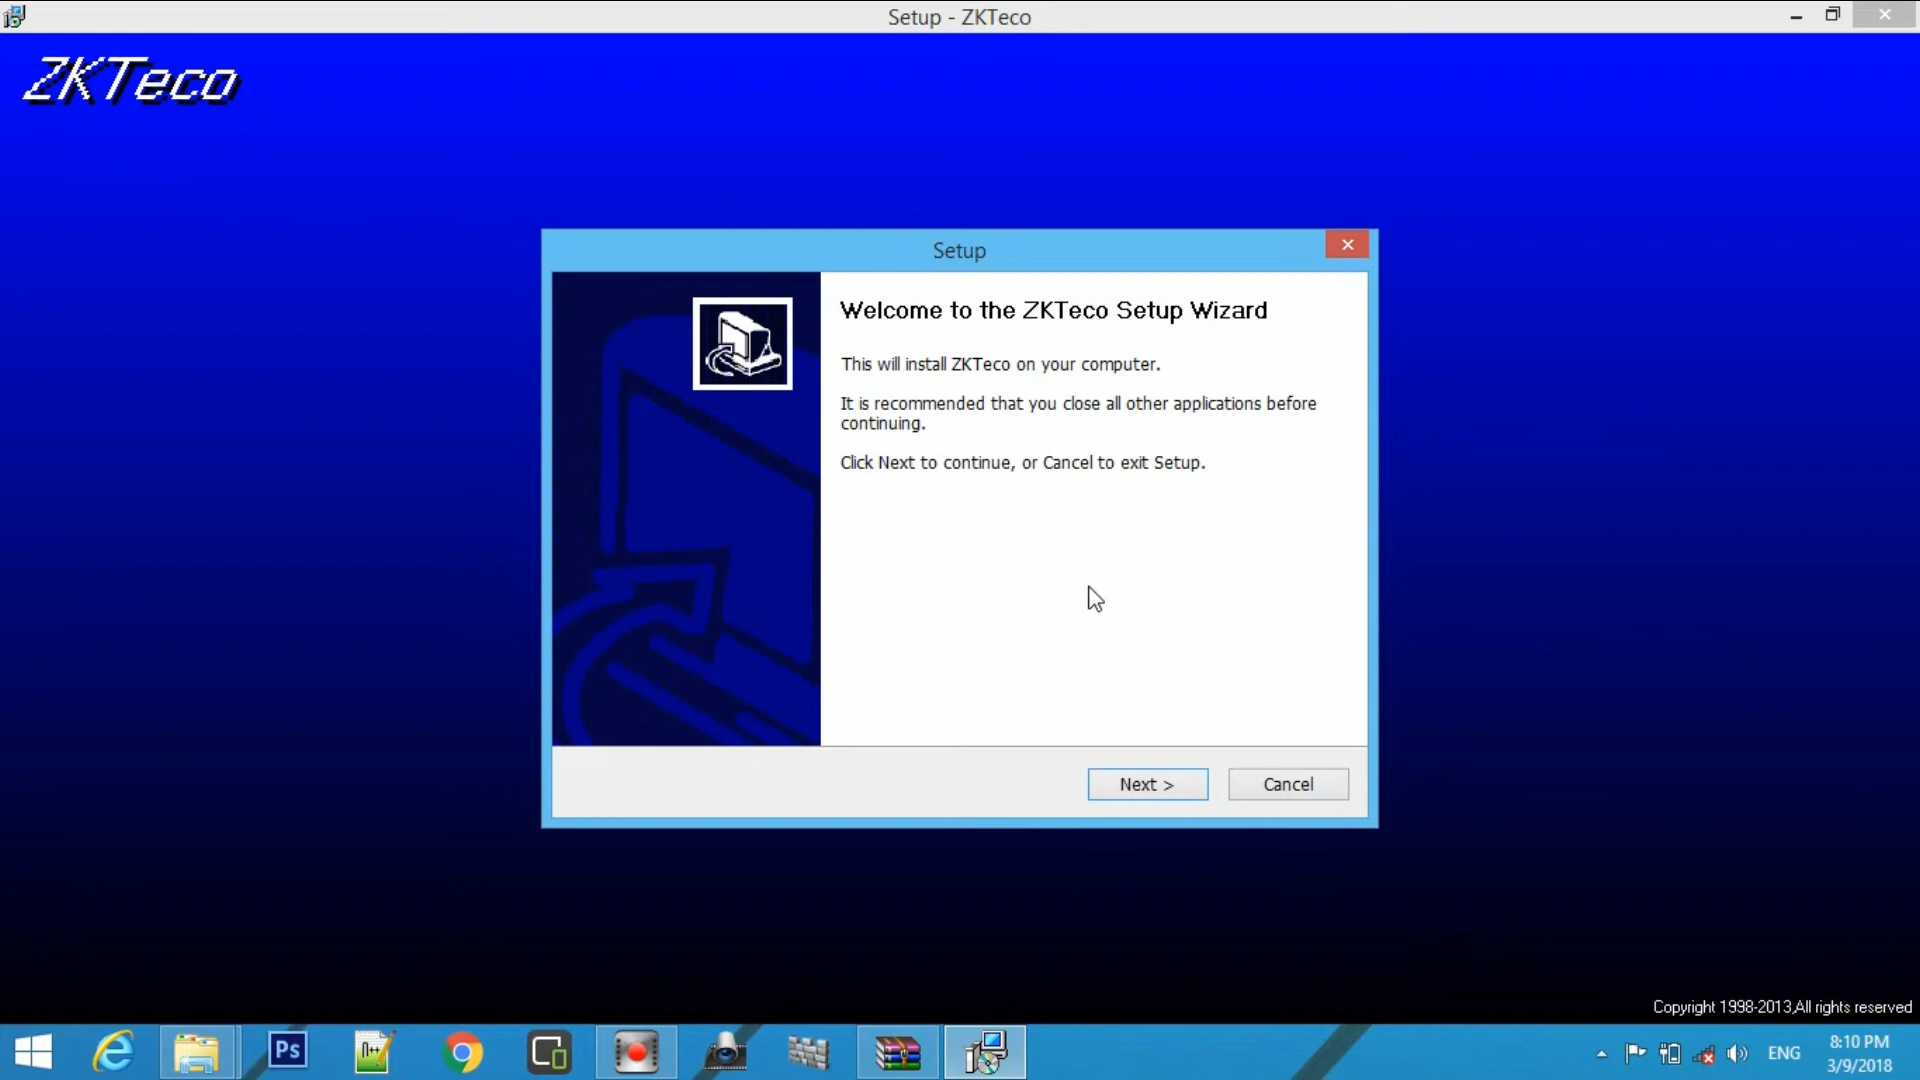 Setup - ZKTeco
ZKTeco
Setup
Welcome to the ZKTeco Setup Wizard
This will install ZKTeco on your computer.
It is recommended that you close all other applications before
continuing.
Click Next to continue, or Cancel to exit Setup.
Next >
Cancel
Copyright 1998-2013,All rights reserved
Ps
n++
ENG
8:10 PM
3/9/2018